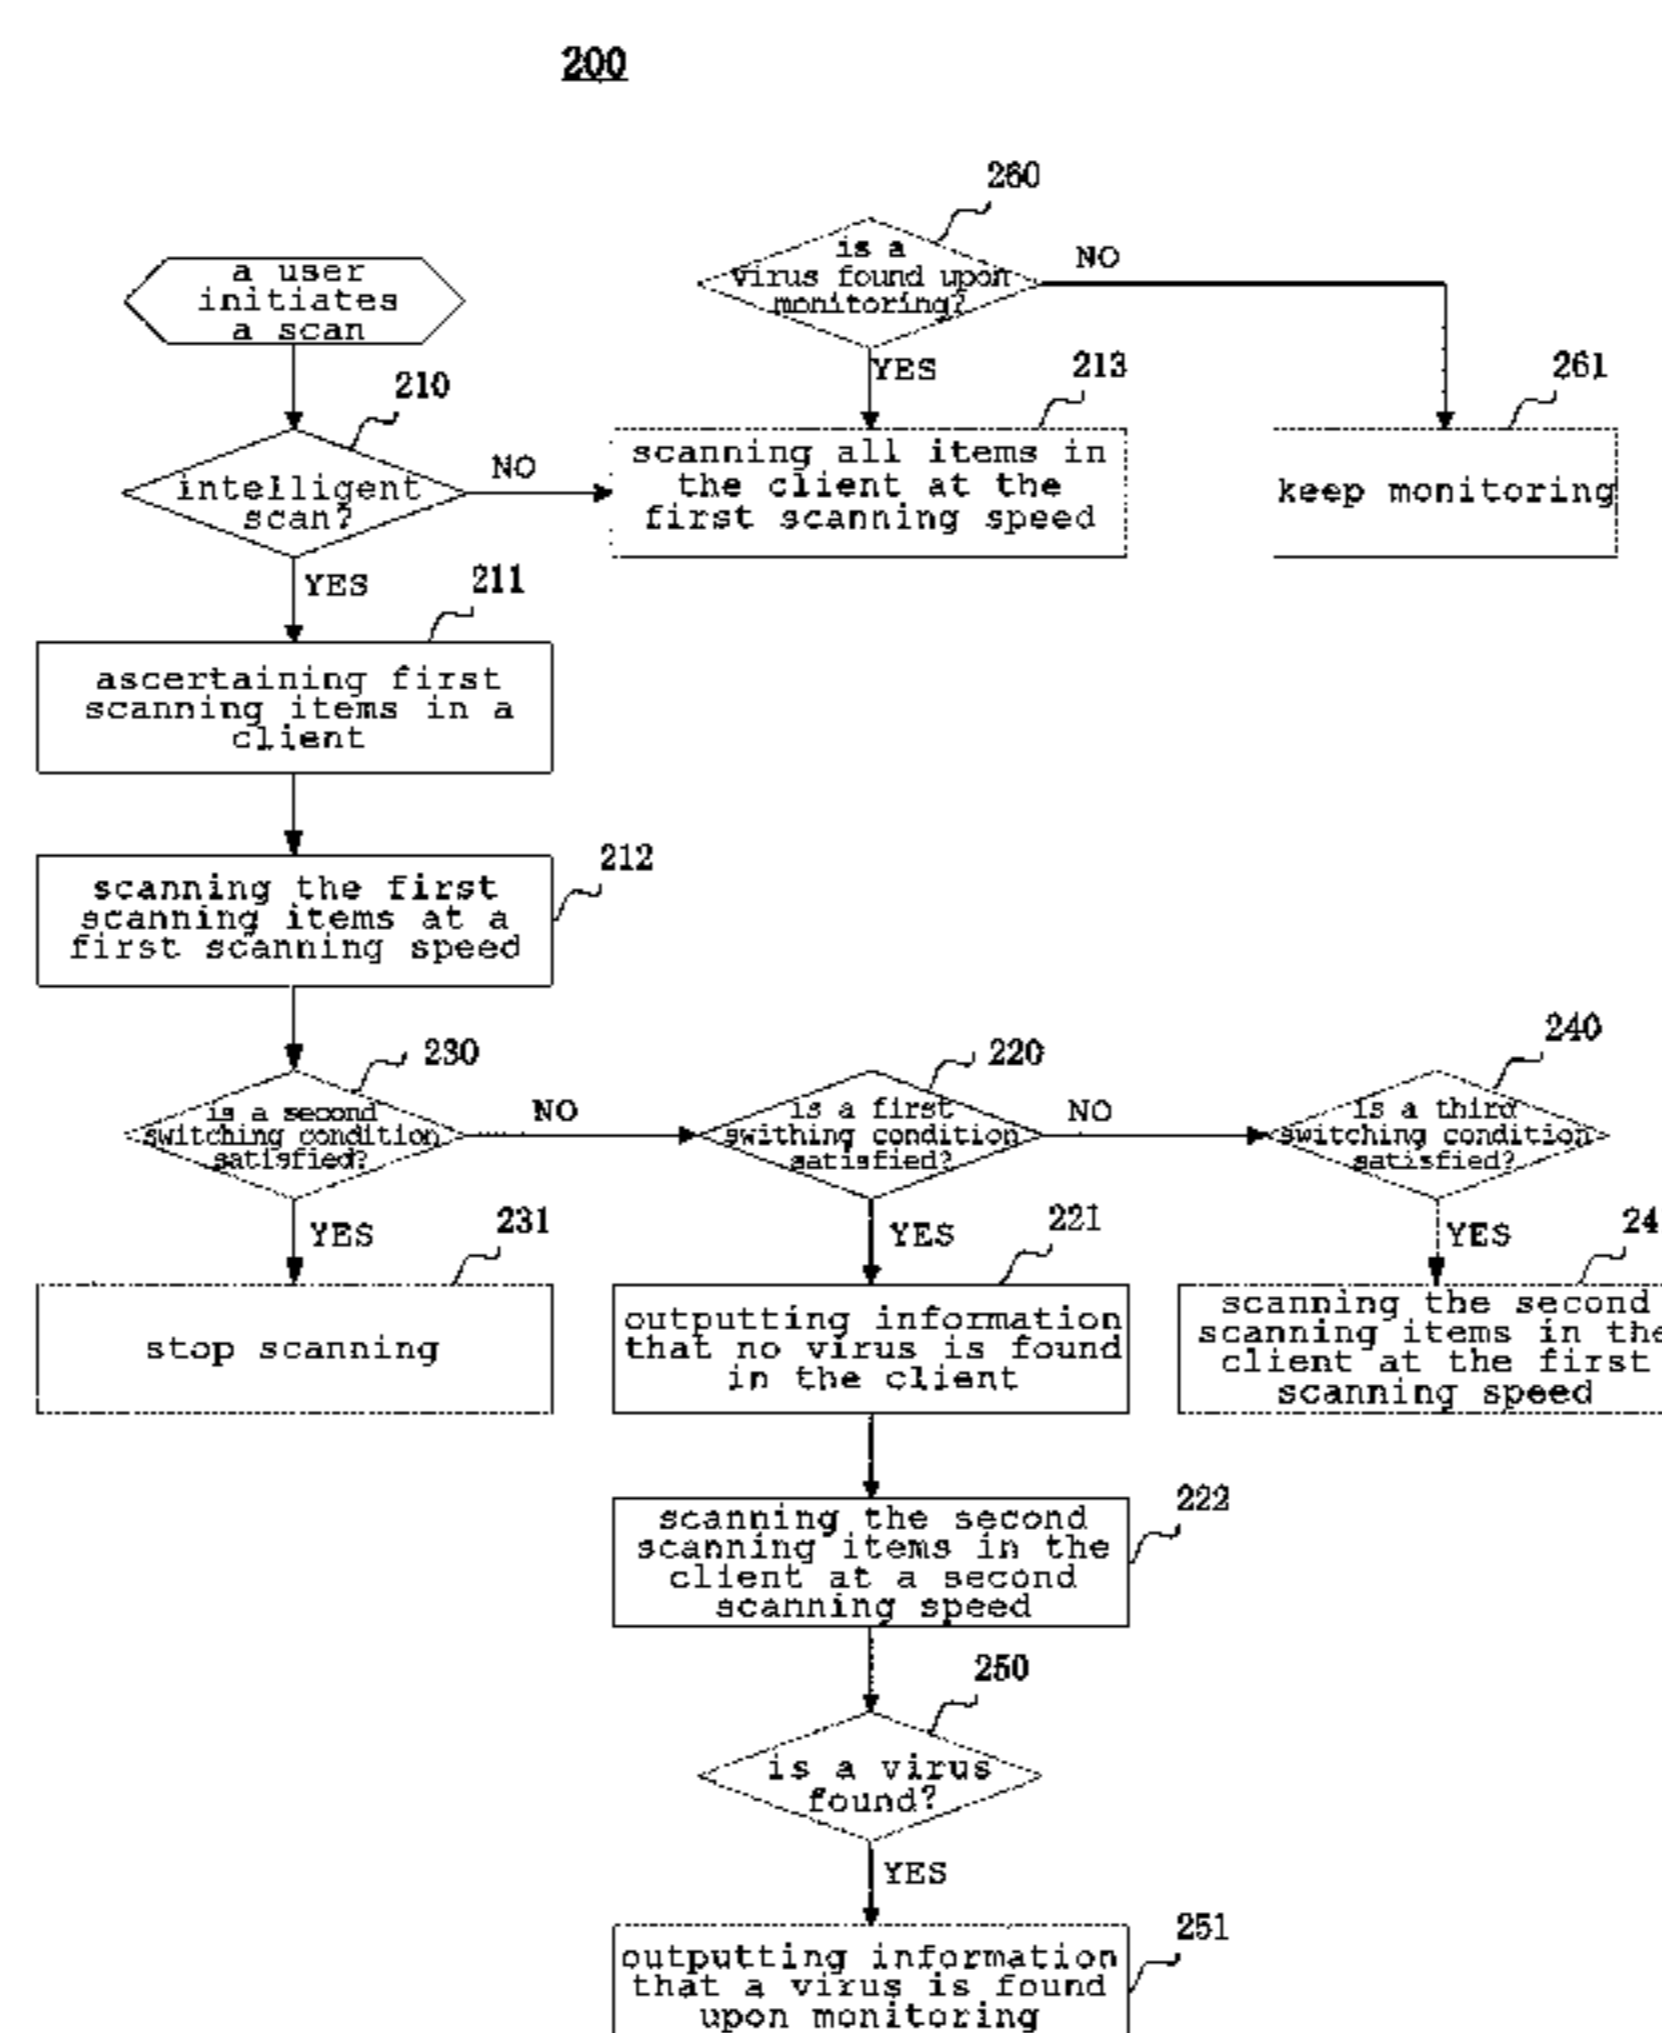 200
260
is a
virus found upon
monitoring?
NO
YES
a user
initiates
a scan
210
intelligent
scan?
NO
YES
213
scanning all items in
the client at the
first scanning speed
261
keep monitoring
211
ascertaining first
scanning items in a
client
212
scanning the first
scanning items at a
first scanning speed
230
is a second
switching condition
satisfied?
NO
YES
220
is a first
swithing condition
satisfied?
NO
YES
240
is a third
switching condition
satisfied?
YES
231
stop scanning
221
outputting information
that no virus is found
in the client
24
scanning the second
scanning items in the
client at the first
scanning speed
222
scanning the second
scanning items in the
client at a second
scanning speed
250
is a virus
found?
YES
251
outputting information
that a virus is found
upon monitoring